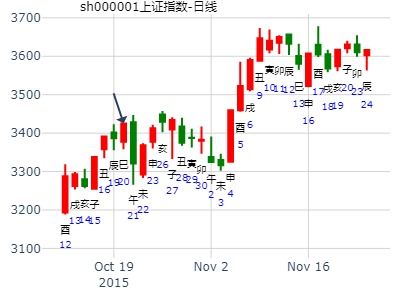 sh000001上证指数-日线
3700
3600
3500
3400
3300
3200
3100
酉
12
戌
13
亥
14
子
15
丑
16
辰
19
巳
20
午
21
未
22
申
23
亥
26
子
27
丑
28
寅
29
卯
30
午
2
未
3
申
4
酉
5
戌
6
丑
9
寅
10
卯
11
辰
12
巳
13
申
16
酉
17
戌
18
亥
19
子
20
卯
23
辰
24
Oct 19
2015
Nov 2
Nov 16